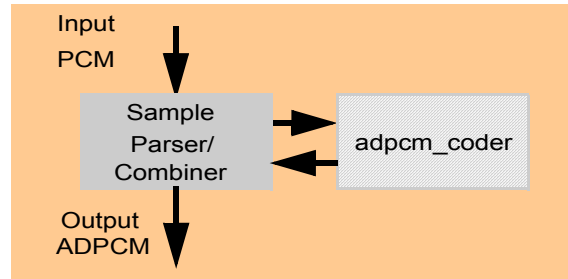 Input
PCM
Sample
Parser/
Combiner
adpcm_coder
Output
ADPCM